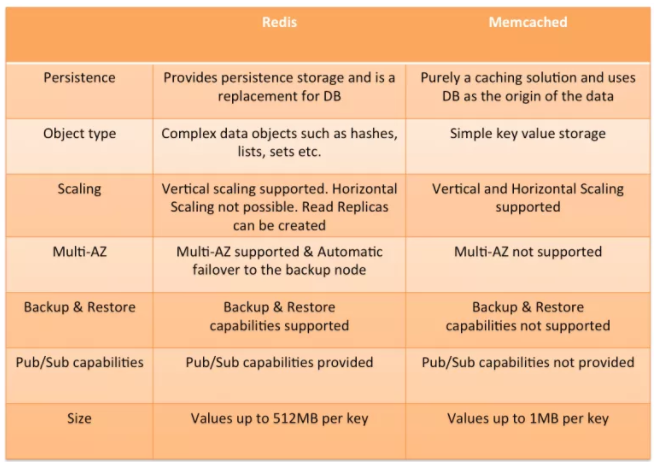 Redis
Memcached
Persistence
Provides persistence storage and is a
replacement for DB
Purely a caching solution and uses
DB as the origin of the data
Object type
Complex data objects such as hashes,
lists, sets etc.
Simple key value storage
Scaling
Vertical scaling supported. Horizontal
Scaling not possible. Read Replicas
can be created
Vertical and Horizontal Scaling
supported
Multi-AZ
Multi-AZ supported & Automatic
failover to the backup node
Multi-AZ not supported
Backup & Restore
Backup & Restore
capabilities supported
Backup & Restore
capabilities not supported
Pub/Sub capabilities
Pub/Sub capabilities provided
Pub/Sub capabilities not provided
Size
Values up to 512MB per key
Values up to 1MB per key